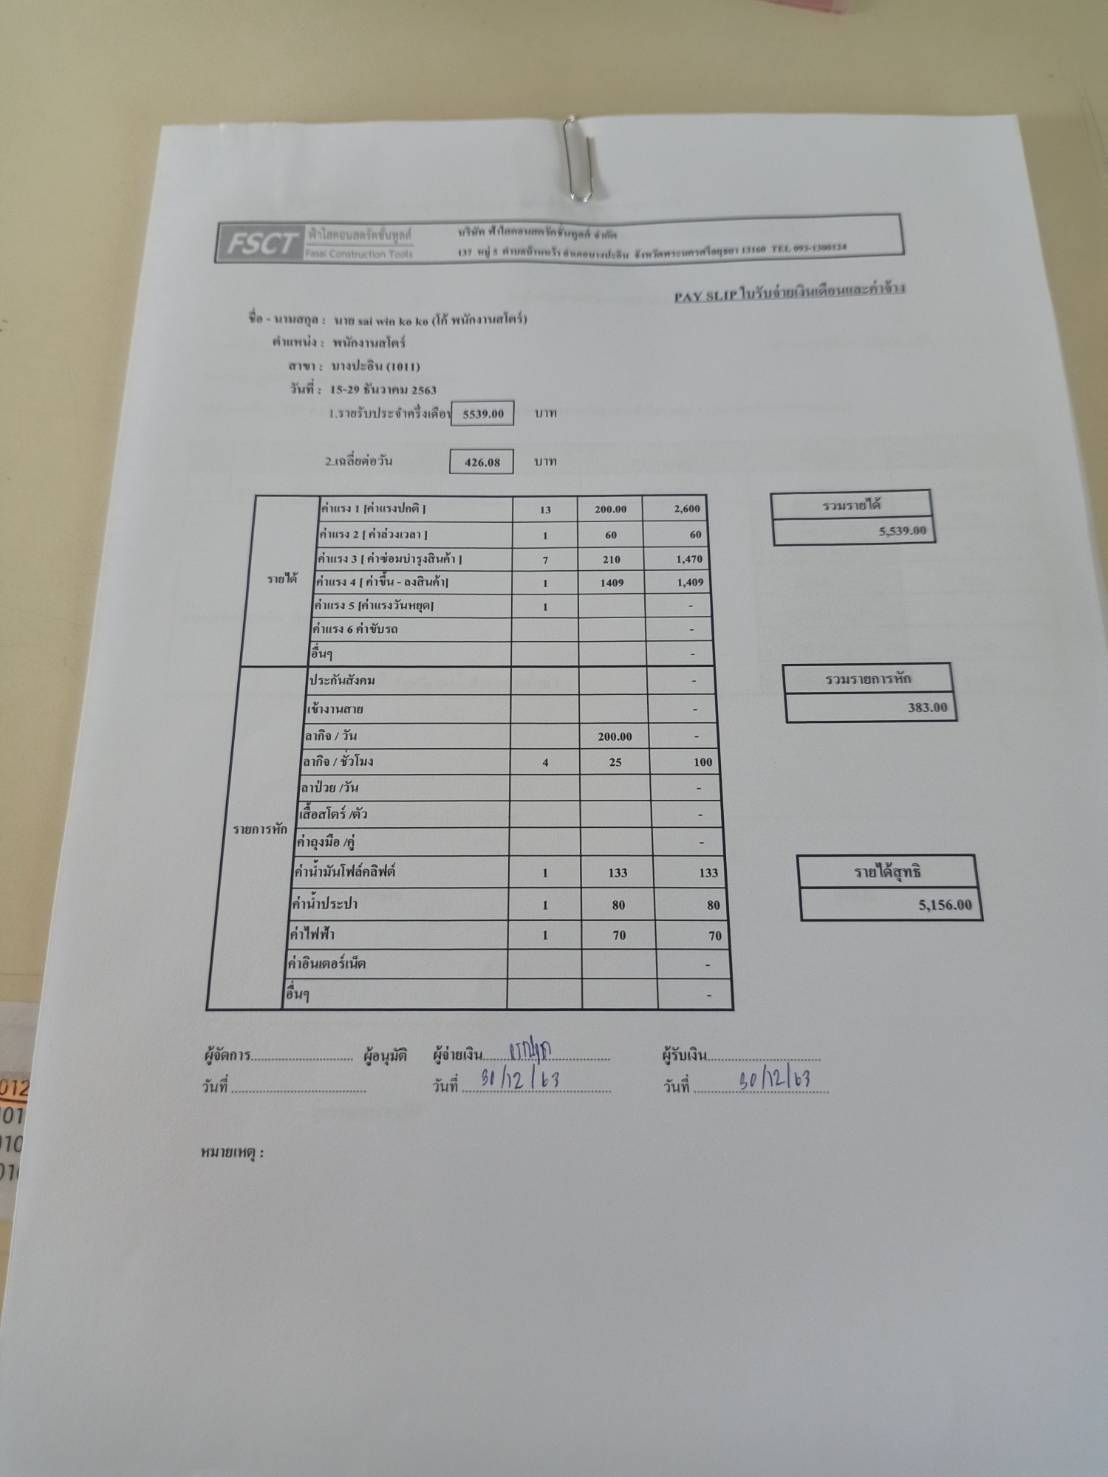 FSCT ฟ้าใสคอนสตรัคชั่นทูลส์ บริษัท ฟ้าใสคอนสตรัคชั่นทูลส์ จำกัด
Fasai Construction Tools 137 หมู่ 5 ตำบลบ้านกรีา อำเภอบางปะอิน จังหวัดพระนครศรีอยุธยา 13160 TEL 095-1300124
PAY SLIP ใบรับจ่ายเงินเดือนและค่าจ้าง
ชื่อ - นามสกุล : นาย sai win ko ko (โก้ พนักงานสโตร์)
ตำแหน่ง : พนักงานสโตร์
สาขา : บางปะอิน (1011)
วันที่ : 15-29 ธันวาคม 2563
1.รายรับประจำครึ่งเดือน 5539.00 บาท
2.เฉลี่ยต่อวัน 426.08 บาท
รายได้
ค่าแรง 1 [ค่าแรงปกติ ] 13 200.00 2,600
ค่าแรง 2 [ ค่าล่วงเวลา ] 1 60 60
ค่าแรง 3 [ ค่าซ่อมบำรุงสินค้า ] 7 210 1,470
ค่าแรง 4 [ ค่าขึ้น - ลงสินค้า] 1 1409 1,409
ค่าแรง 5 [ค่าแรงวันหยุด] 1 -
ค่าแรง 6 ค่าขับรถ -
อื่นๆ -
รวมรายได้
5,539.00
รายการหัก
ประกันสังคม -
เข้างานสาย -
ลากิจ / วัน 200.00 -
ลากิจ / ชั่วโมง 4 25 100
ลาป่วย /วัน -
เสื้อสโตร์ /ตัว -
ค่าถุงมือ /คู่ -
ค่าน้ำมันโฟล์คลิฟต์ 1 133 133
ค่าน้ำประปา 1 80 80
ค่าไฟฟ้า 1 70 70
ค่าอินเตอร์เน็ต -
อื่นๆ -
รวมรายการหัก
383.00
รายได้สุทธิ
5,156.00
ผู้จัดการ ผู้อนุมัติ ผู้จ่ายเงิน ผู้รับเงิน
วันที่ วันที่ 30/12/63 วันที่ 30/12/63
หมายเหตุ :
012